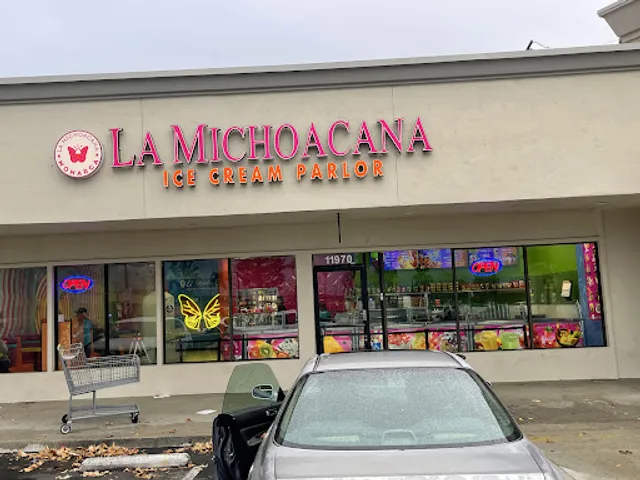 LA MICHOACANA
MONARCA
LA MICHOACANA
ICE CREAM PARLOR
11970
OPEN
OPEN